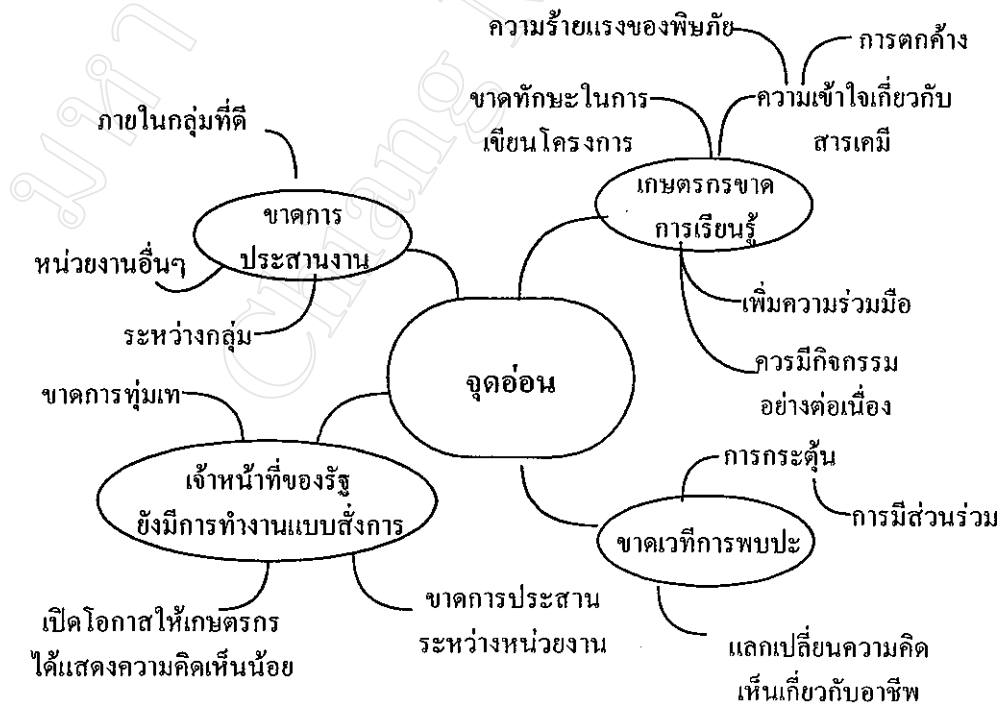 ความร้ายแรงของพิษภัย
การตกค้าง
ขาดทักษะในการ
เขียนโครงการ
ความเข้าใจเกี่ยวกับ
สารเคมี
ภายในกลุ่มที่ดี
เกษตรกรขาด
การเรียนรู้
ขาดการ
ประสานงาน
หน่วยงานอื่นๆ
ระหว่างกลุ่ม
เพิ่มความร่วมมือ
ควรมีกิจกรรม
อย่างต่อเนื่อง
จุดอ่อน
ขาดการทุ่มเท
เจ้าหน้าที่ของรัฐ
ยังมีการทำงานแบบสั่งการ
การกระตุ้น
การมีส่วนร่วม
ขาดเวทีการพบปะ
เปิดโอกาสให้เกษตรกร
ได้แสดงความคิดเห็นน้อย
ขาดการประสาน
ระหว่างหน่วยงาน
แลกเปลี่ยนความคิด
เห็นเกี่ยวกับอาชีพ
มหา
Chiang